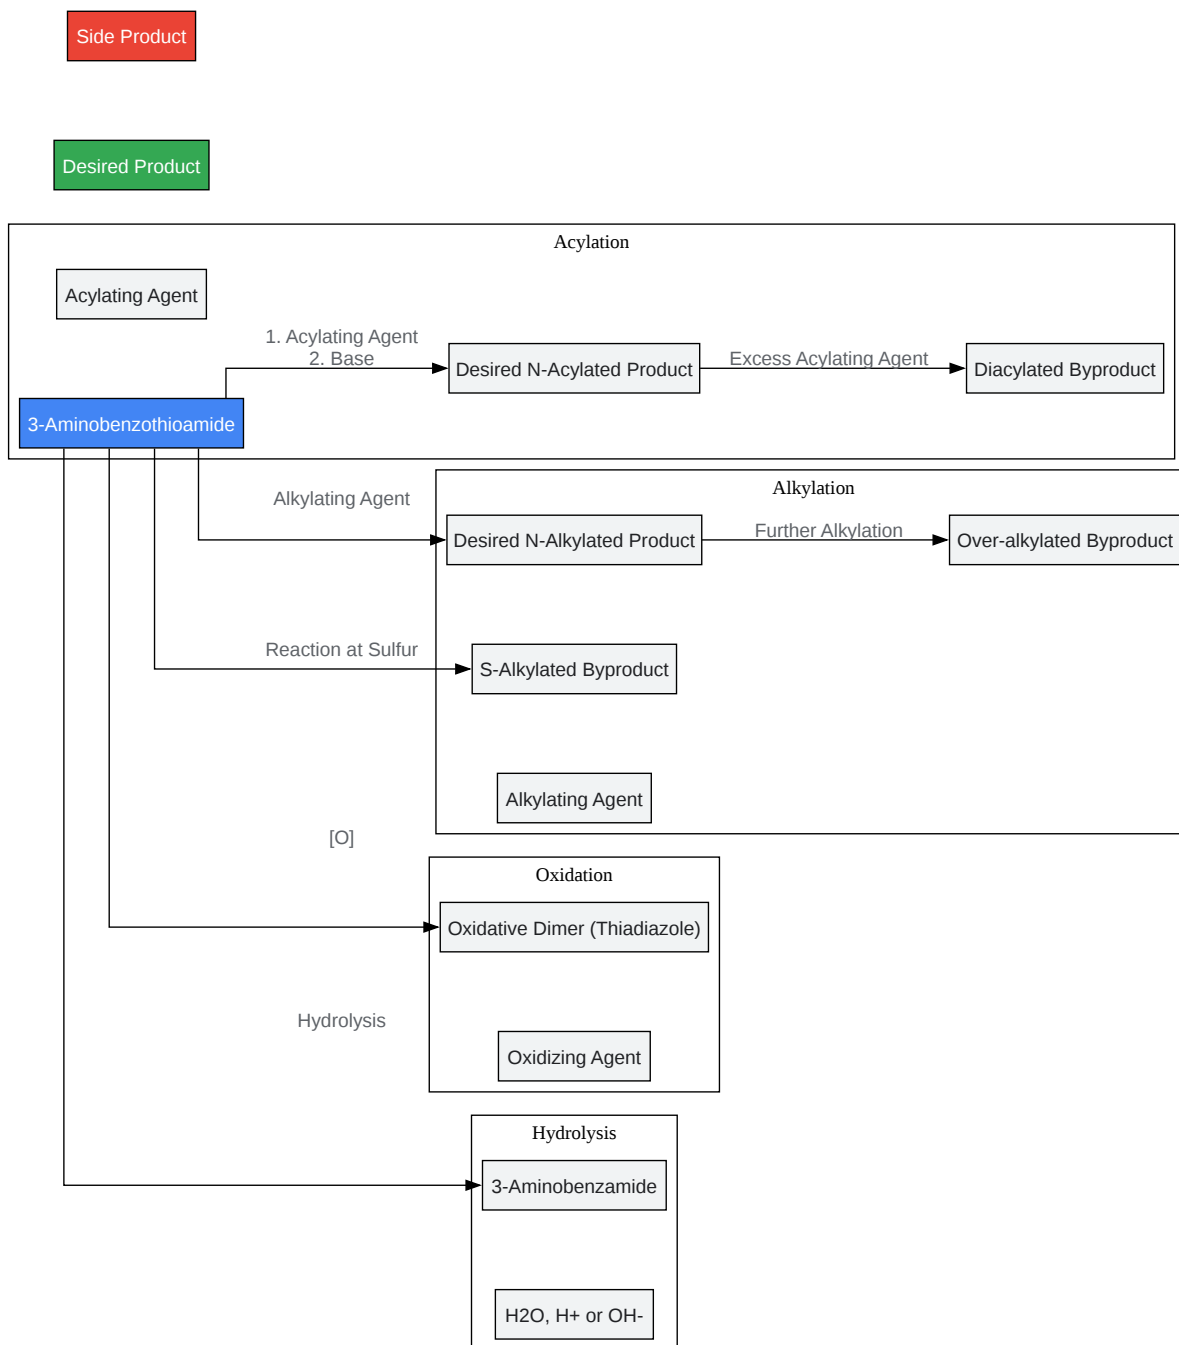 Side Product
Desired Product
Acylation
Acylating Agent
1. Acylating Agent
2. Base
Desired N-Acylated Product
Excess Acylating Agent
Diacylated Byproduct
3-Aminobenzothioamide
Alkylation
Alkylating Agent
Desired N-Alkylated Product
Further Alkylation
Over-alkylated Byproduct
Reaction at Sulfur
S-Alkylated Byproduct
Alkylating Agent
[O]
Oxidation
Oxidative Dimer (Thiadiazole)
Hydrolysis
Oxidizing Agent
Hydrolysis
3-Aminobenzamide
H2O, H+ or OH-